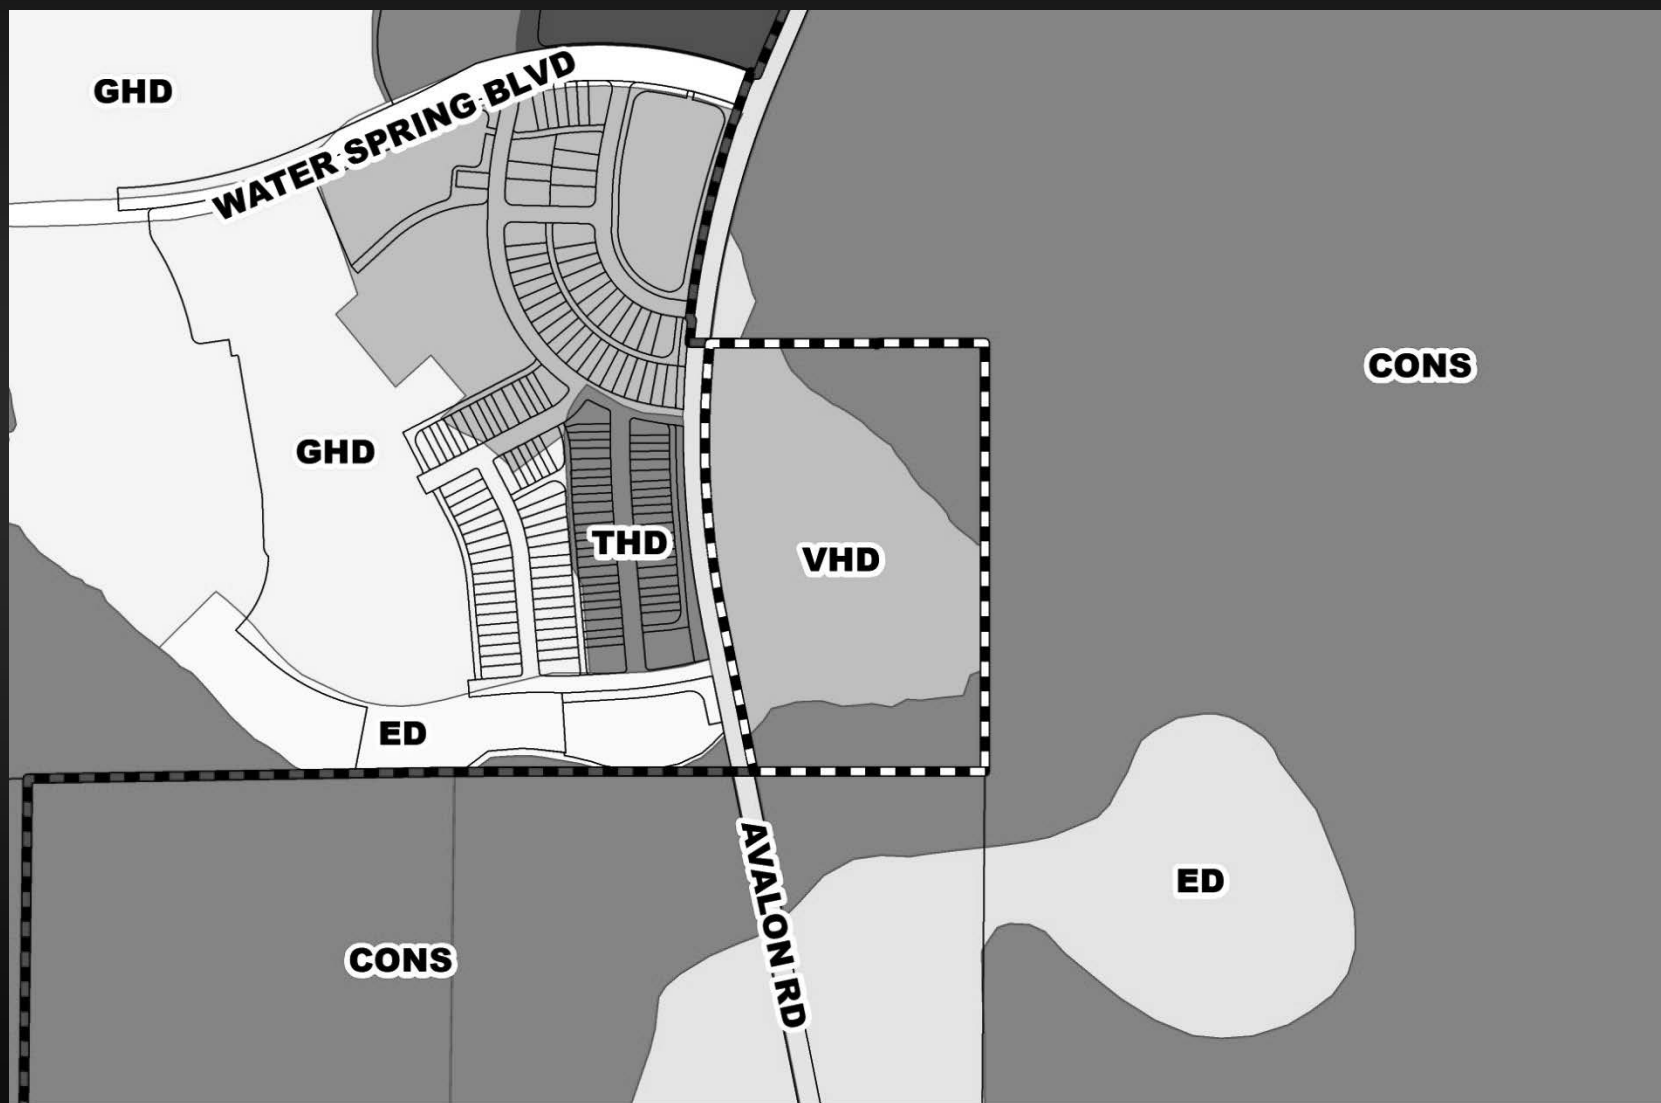 GHD
WATER SPRING BLVD
CONS
GHD
THD
VHD
ED
ED
AVALON RD
CONS